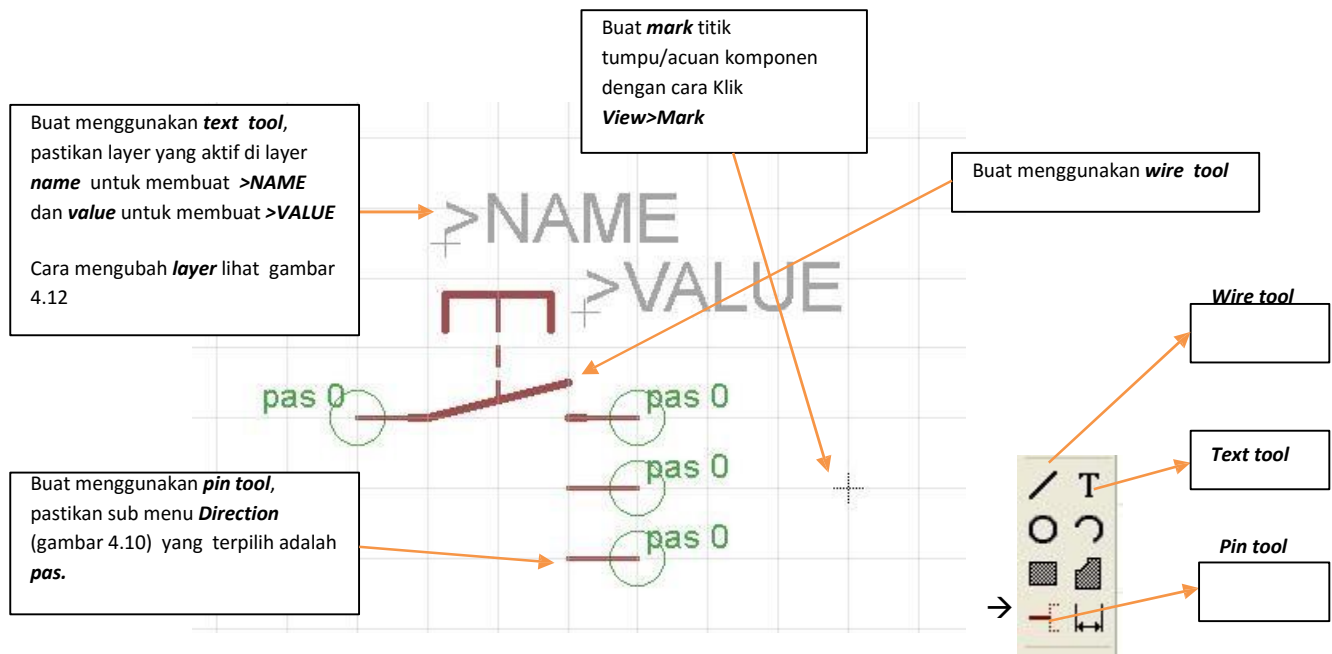 Buat mark titik
tumpu/acuan komponen
dengan cara Klik
View>Mark
Buat menggunakan text tool,
pastikan layer yang aktif di layer
name untuk membuat >NAME
dan value untuk membuat >VALUE
Cara mengubah layer lihat gambar
4.12
Buat menggunakan wire tool
>NAME
>VALUE
pas 0
pas 0
pas 0
pas 0
Buat menggunakan pin tool,
pastikan sub menu Direction
(gambar 4.10) yang terpilih adalah
pas.
Wire tool
Text tool
Pin tool
T